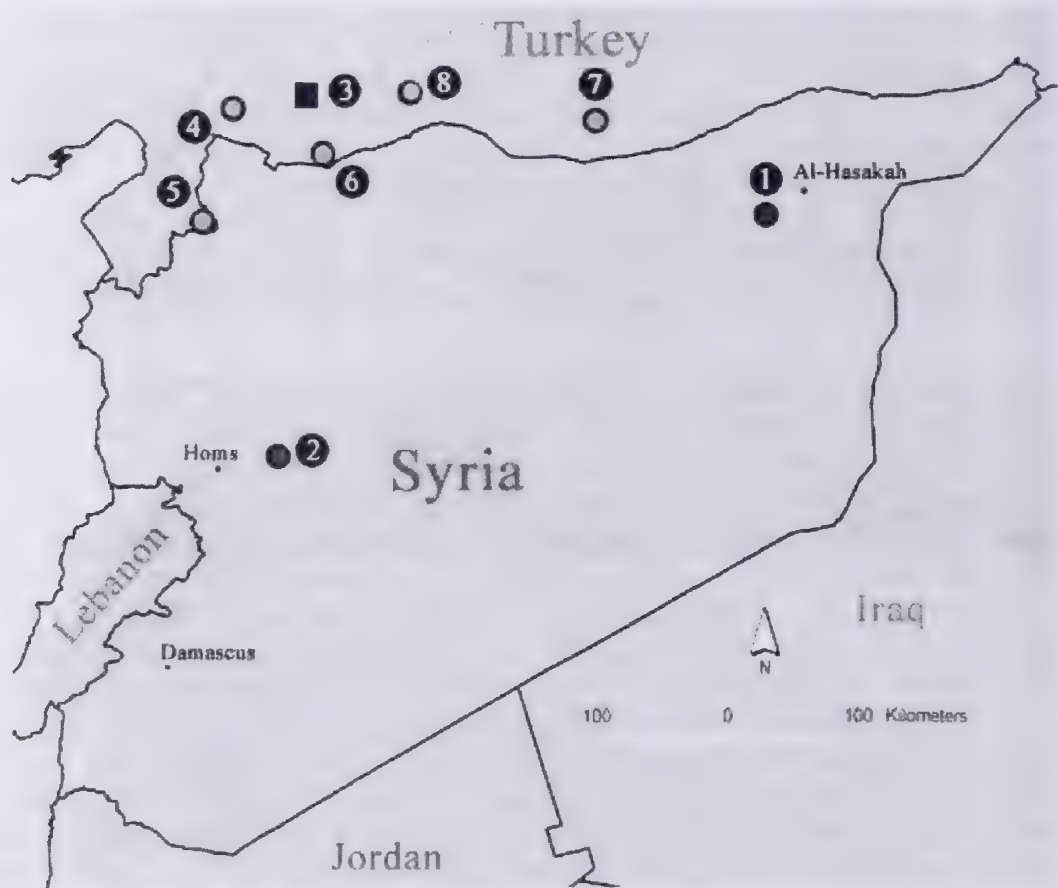 Turkey
3
8
7
4
6
5
1
Al-Hasakah
Homs
2
Syria
Lebanon
Iraq
Damascus
N
100 0 100 Kilometers
Jordan